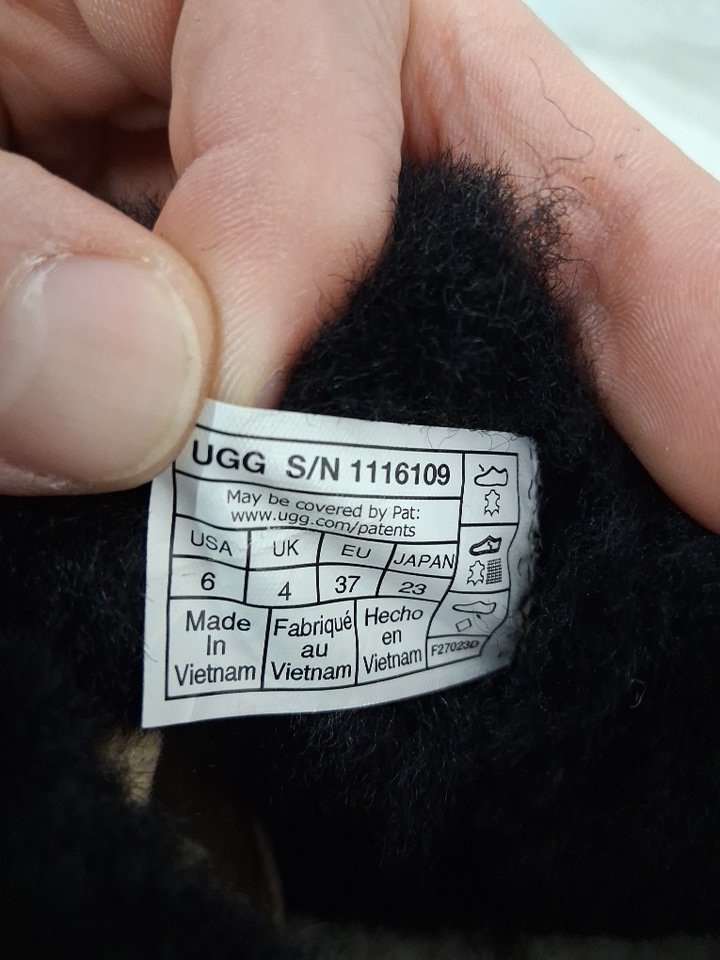 UGG S/N 1116109
May be covered by Pat:
www.ugg.com/patents
USA UK EU JAPAN
6 4 37 23
Made In Vietnam
Fabriqué au Vietnam
Hecho en Vietnam
F27023D